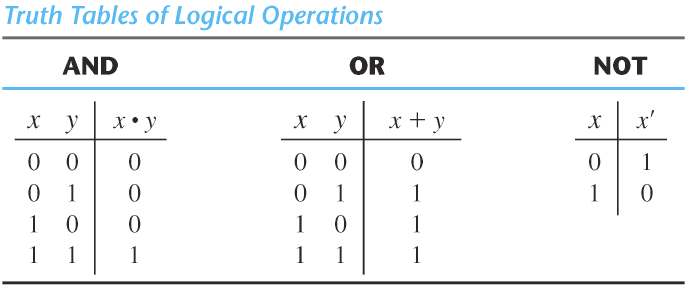 Truth Tables of Logical Operations
AND OR NOT
x y x • y x y x + y x x′
0 0 0 0 0 0 0 1
0 1 0 0 1 1 1 0
1 0 0 1 0 1
1 1 1 1 1 1